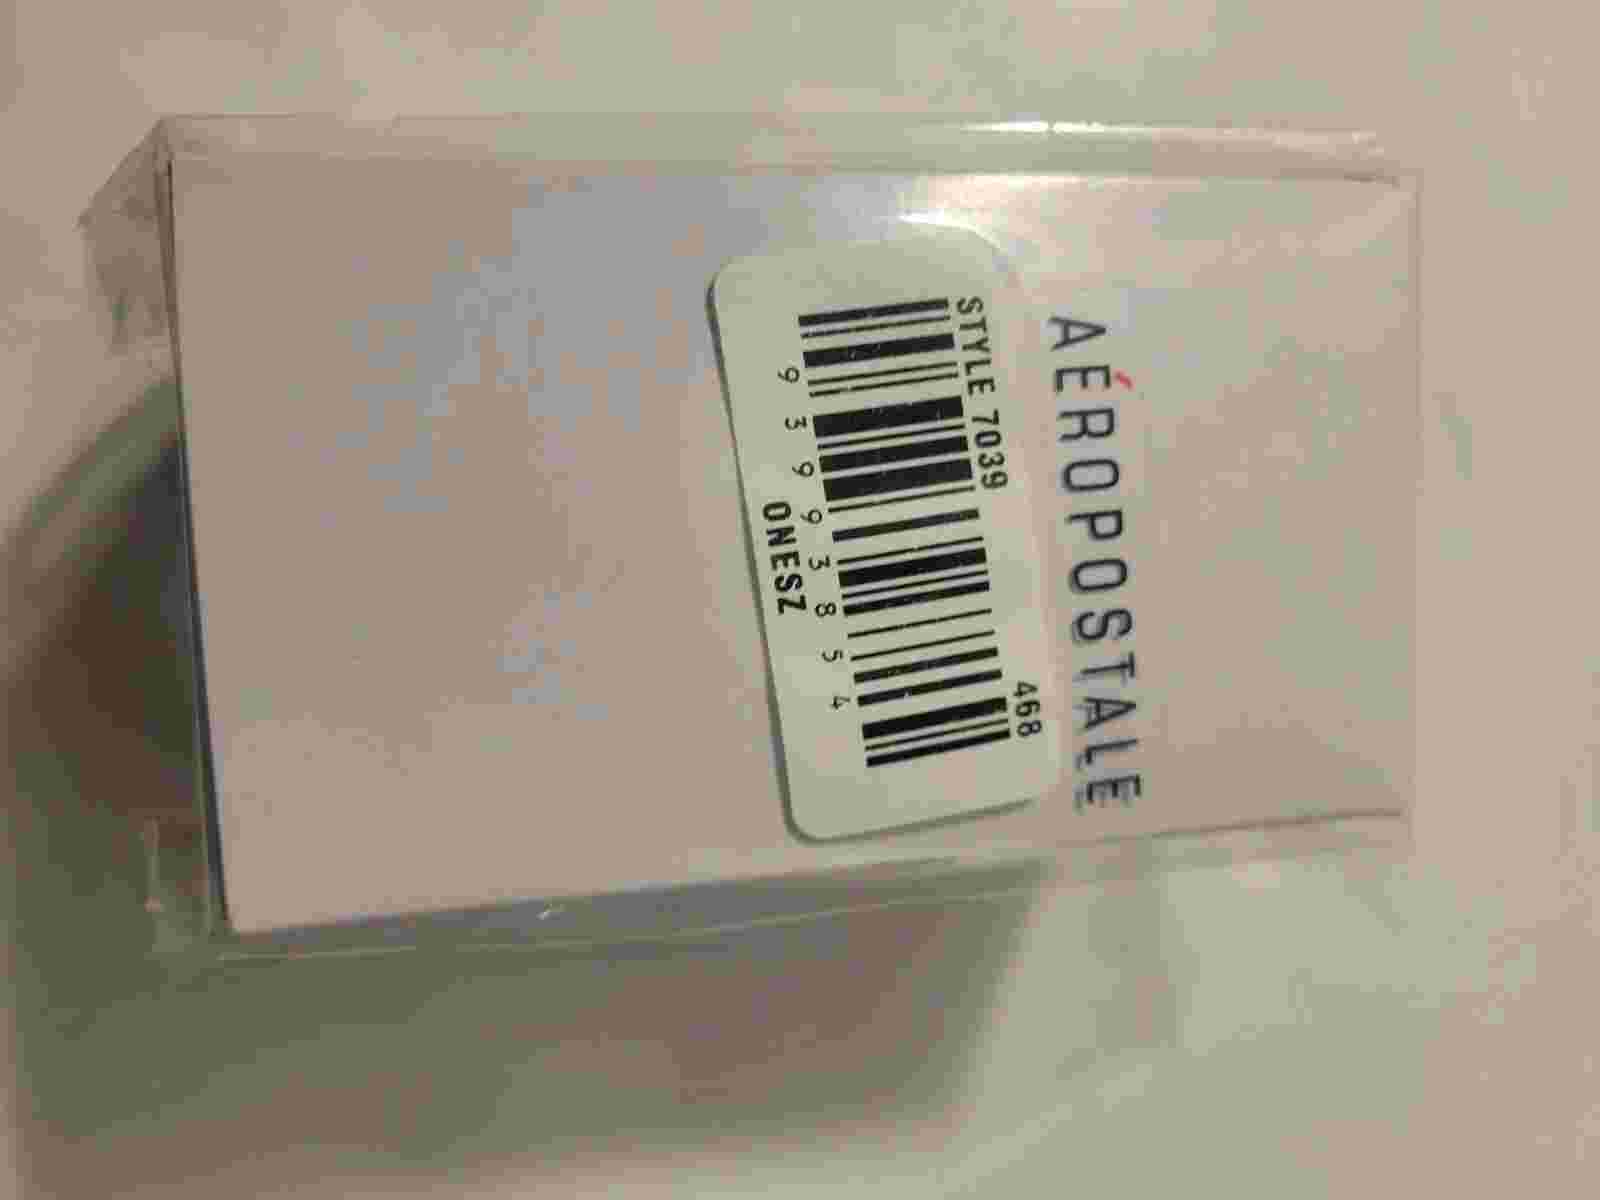 AÉROPOSTALE
STYLE 7039 468
9 3 9 9 3 8 5 4
ONESZ